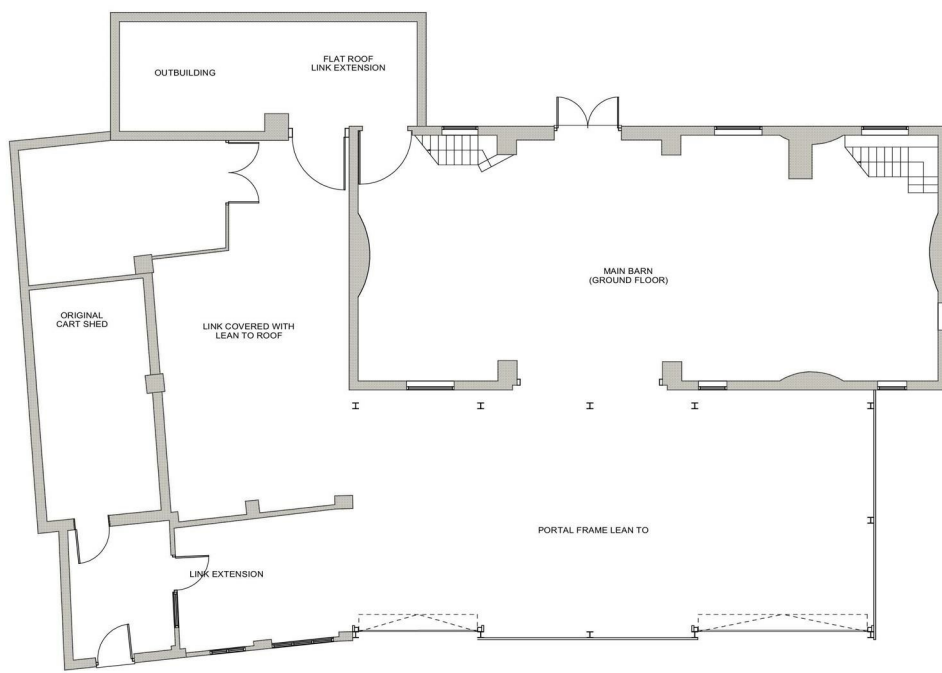 OUTBUILDING
FLAT ROOF
LINK EXTENSION
ORIGINAL
CART SHED
LINK COVERED WITH
LEAN TO ROOF
MAIN BARN
(GROUND FLOOR)
PORTAL FRAME LEAN TO
LINK EXTENSION